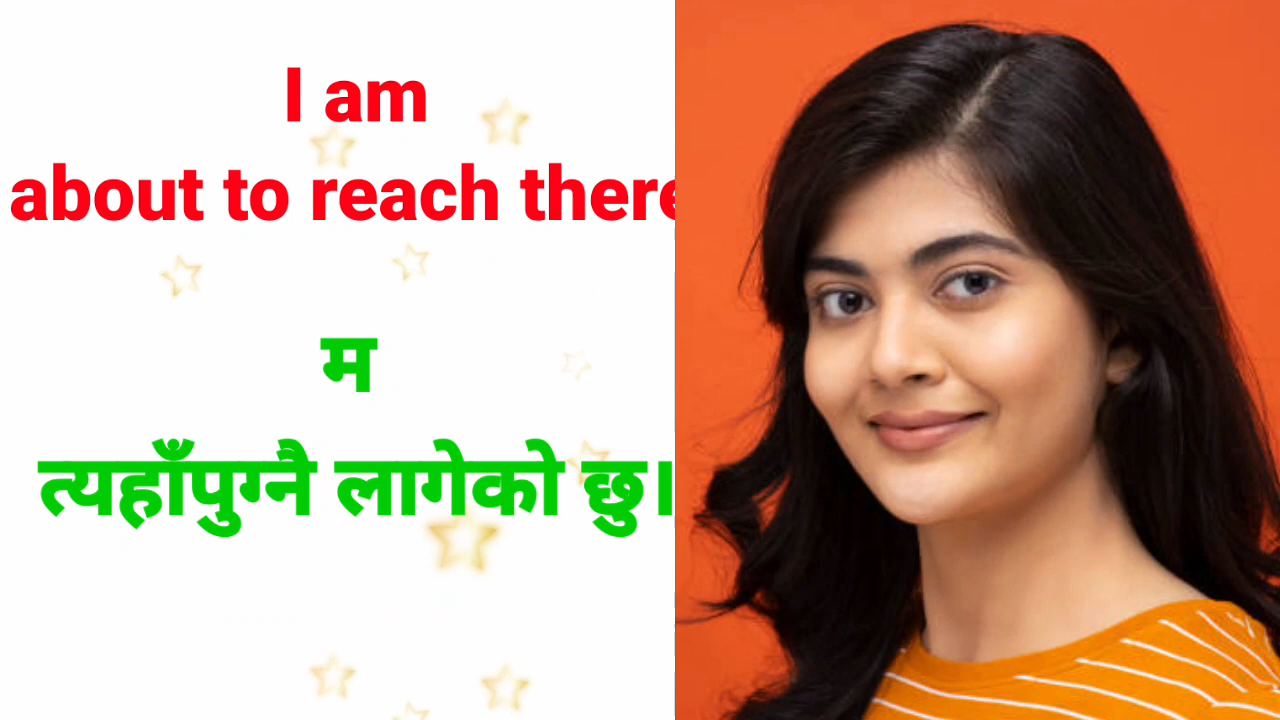 I am
about to reach there
म
त्यहाँपुग्नै लागेको छु।